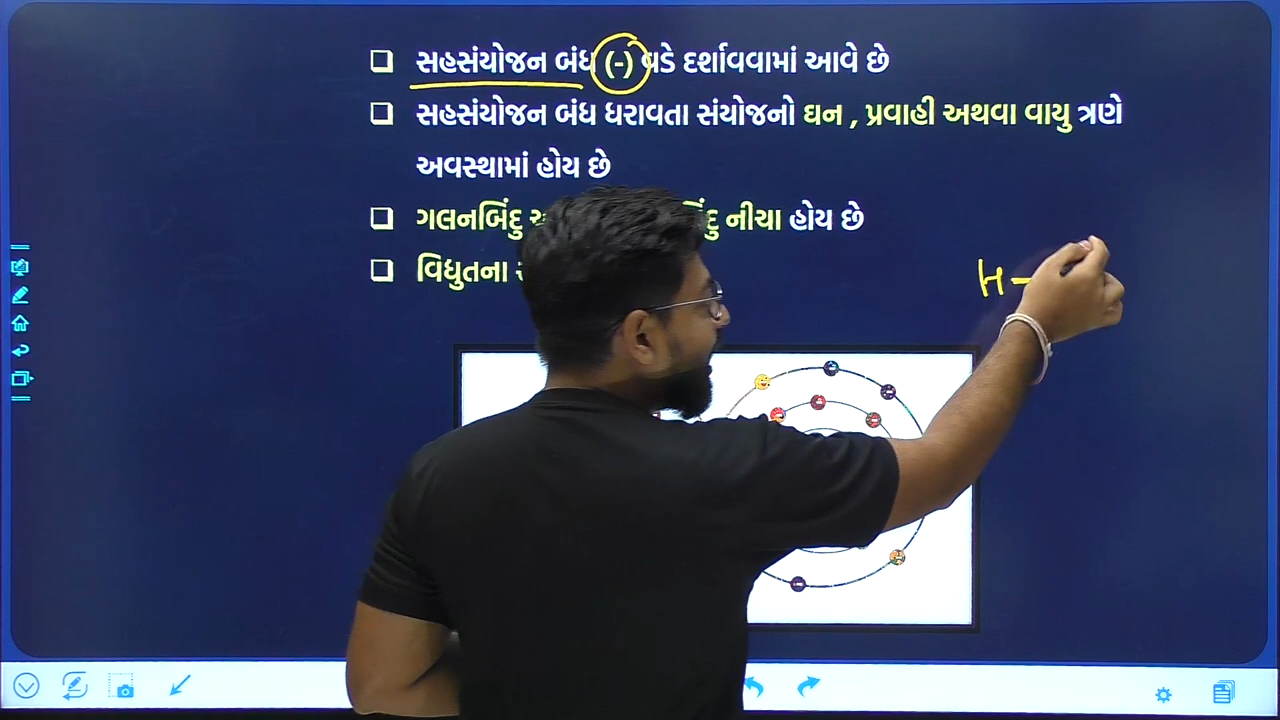 સહસંયોજન બંધ (-) વડે દર્શાવવામાં આવે છે
સહસંયોજન બંધ ધરાવતા સંયોજનો ઘન , પ્રવાહી અથવા વાયુ ત્રણે
અવસ્થામાં હોય છે
ગલનબિંદુ નીચા હોય છે
વિદ્યુતના
H-